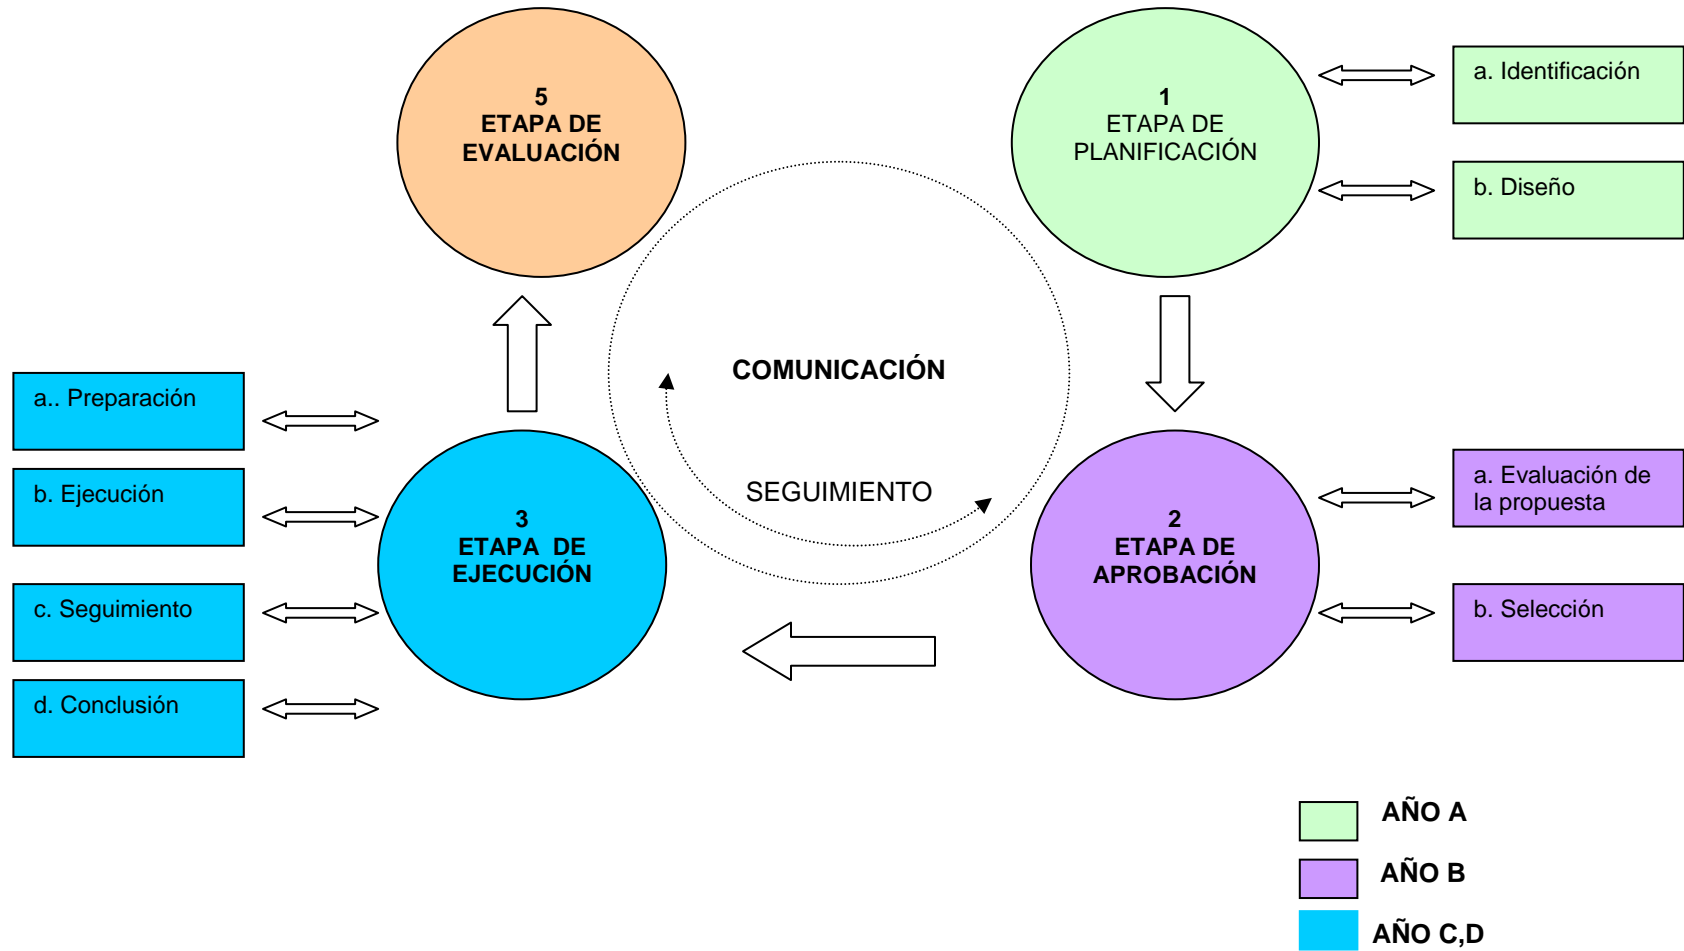 5
ETAPA DE
EVALUACIÓN
1
ETAPA DE
PLANIFICACIÓN
a. Identificación
b. Diseño
COMUNICACIÓN
SEGUIMIENTO
a.. Preparación
b. Ejecución
c. Seguimiento
d. Conclusión
3
ETAPA DE
EJECUCIÓN
2
ETAPA DE
APROBACIÓN
a. Evaluación de
la propuesta
b. Selección
AÑO A
AÑO B
AÑO C,D